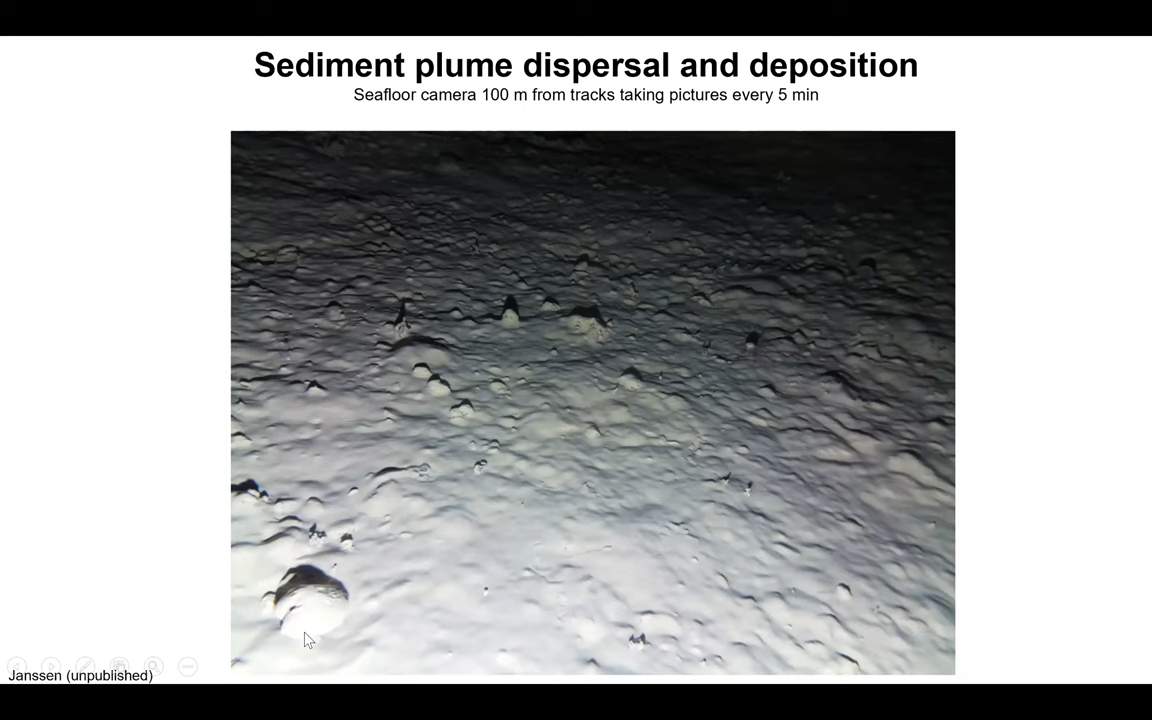 Sediment plume dispersal and deposition
Seafloor camera 100 m from tracks taking pictures every 5 min
Janssen (unpublished)